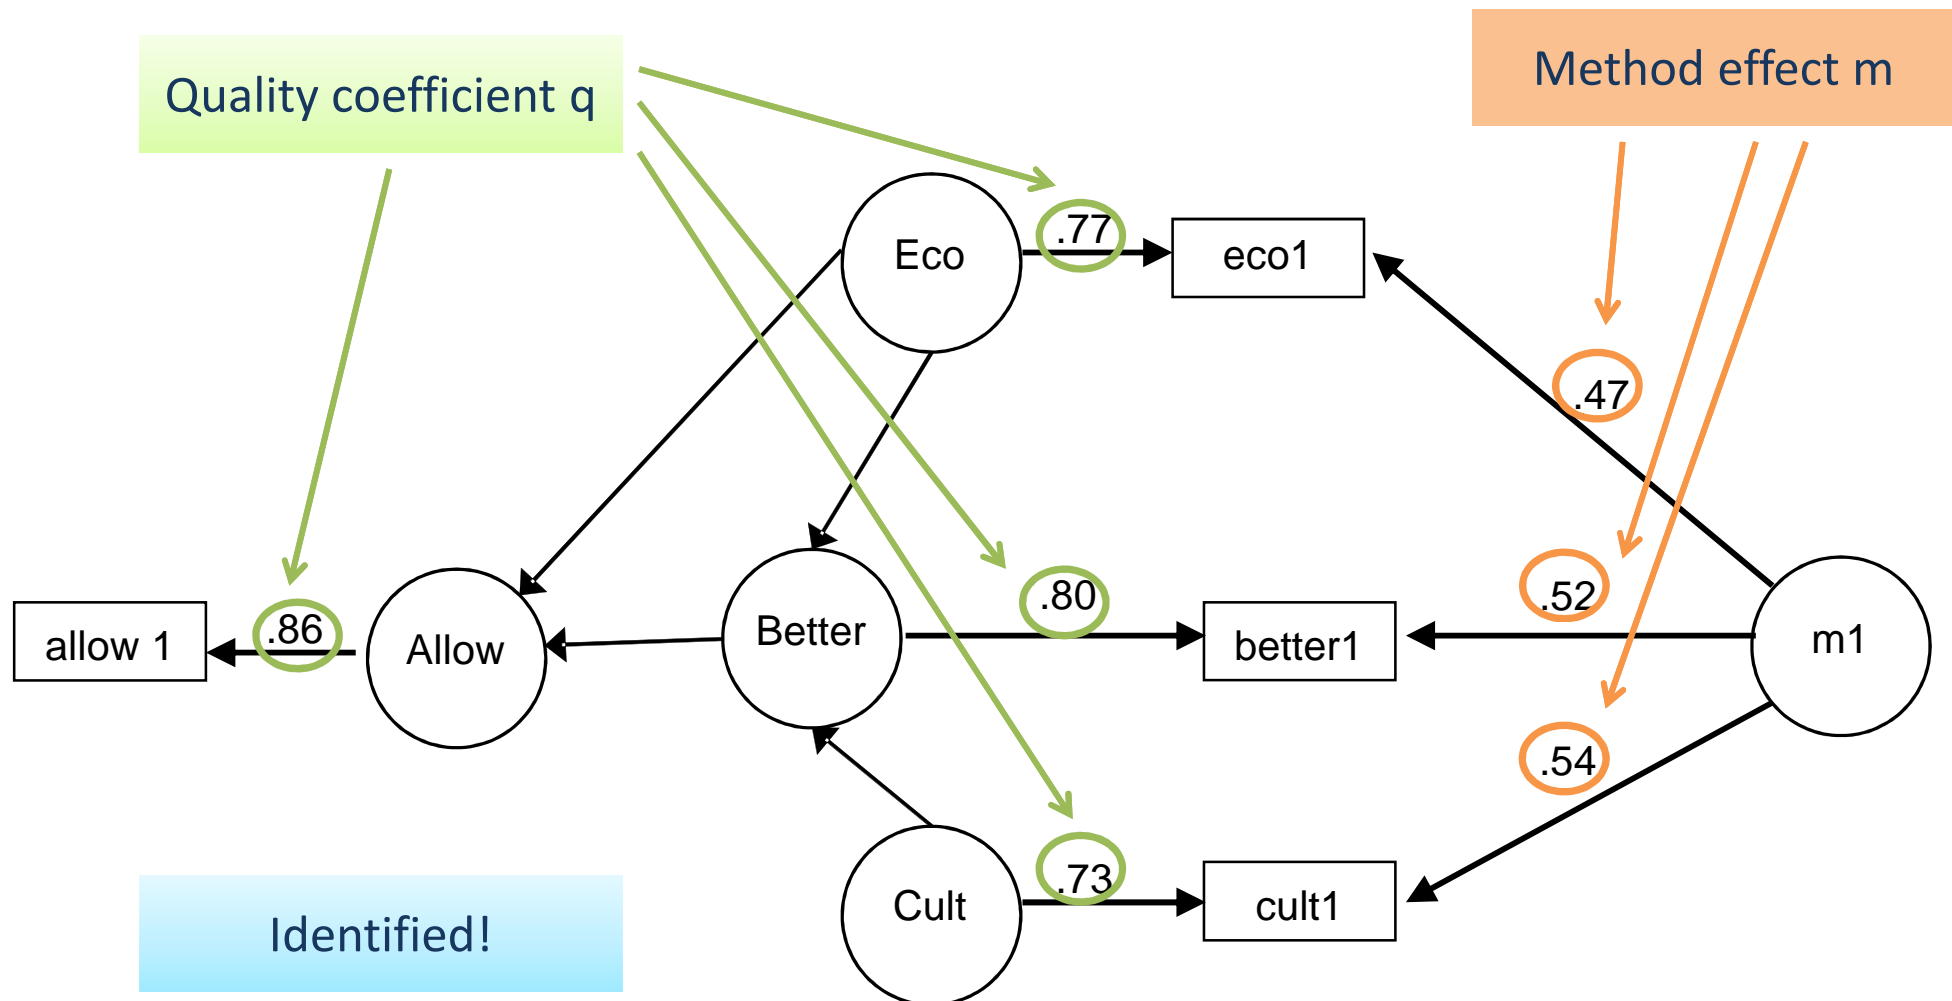 Quality coefficient q
Method effect m
Eco
.77
eco1
.47
allow 1
.86
Allow
Better
.80
better1
.52
m1
.54
Cult
.73
cult1
Identified!